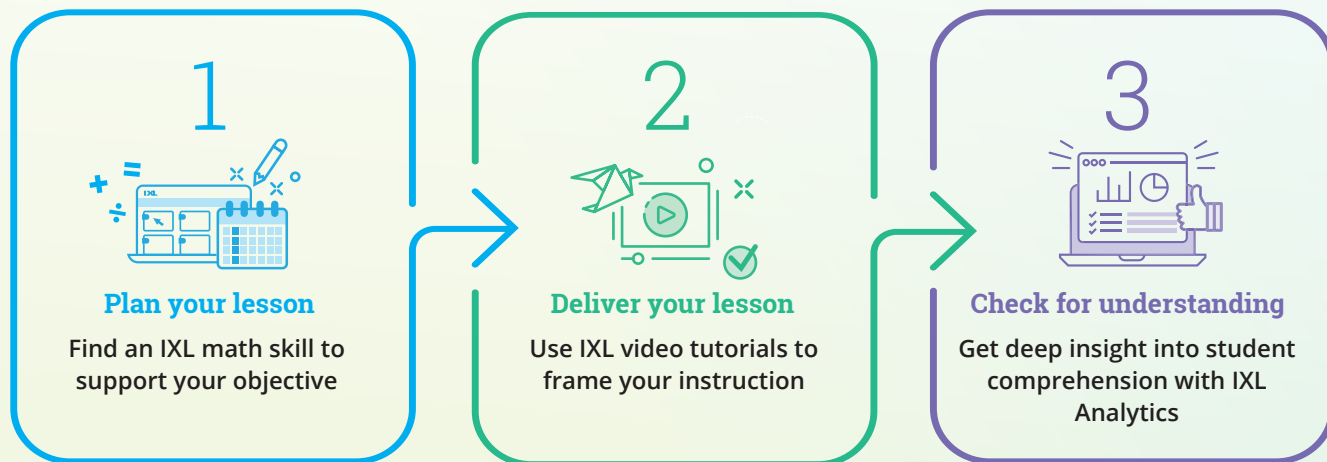 1
IXL
Plan your lesson
Find an IXL math skill to
support your objective
2
Deliver your lesson
Use IXL video tutorials to
frame your instruction
3
Check for understanding
Get deep insight into student
comprehension with IXL
Analytics